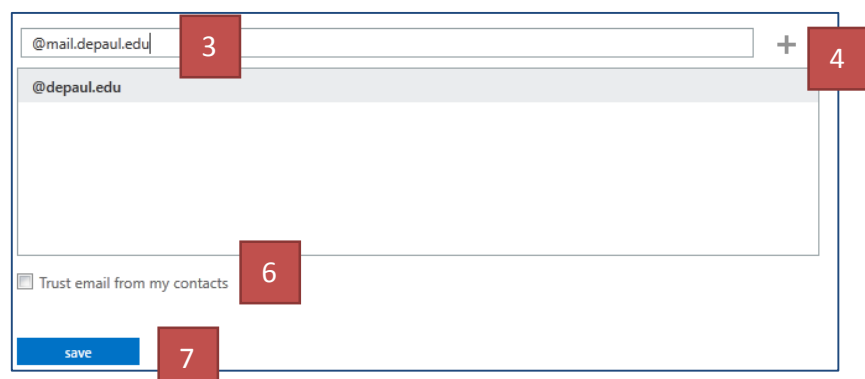 @mail.depaul.edu
3
4
@depaul.edu
Trust email from my contacts
6
save
7